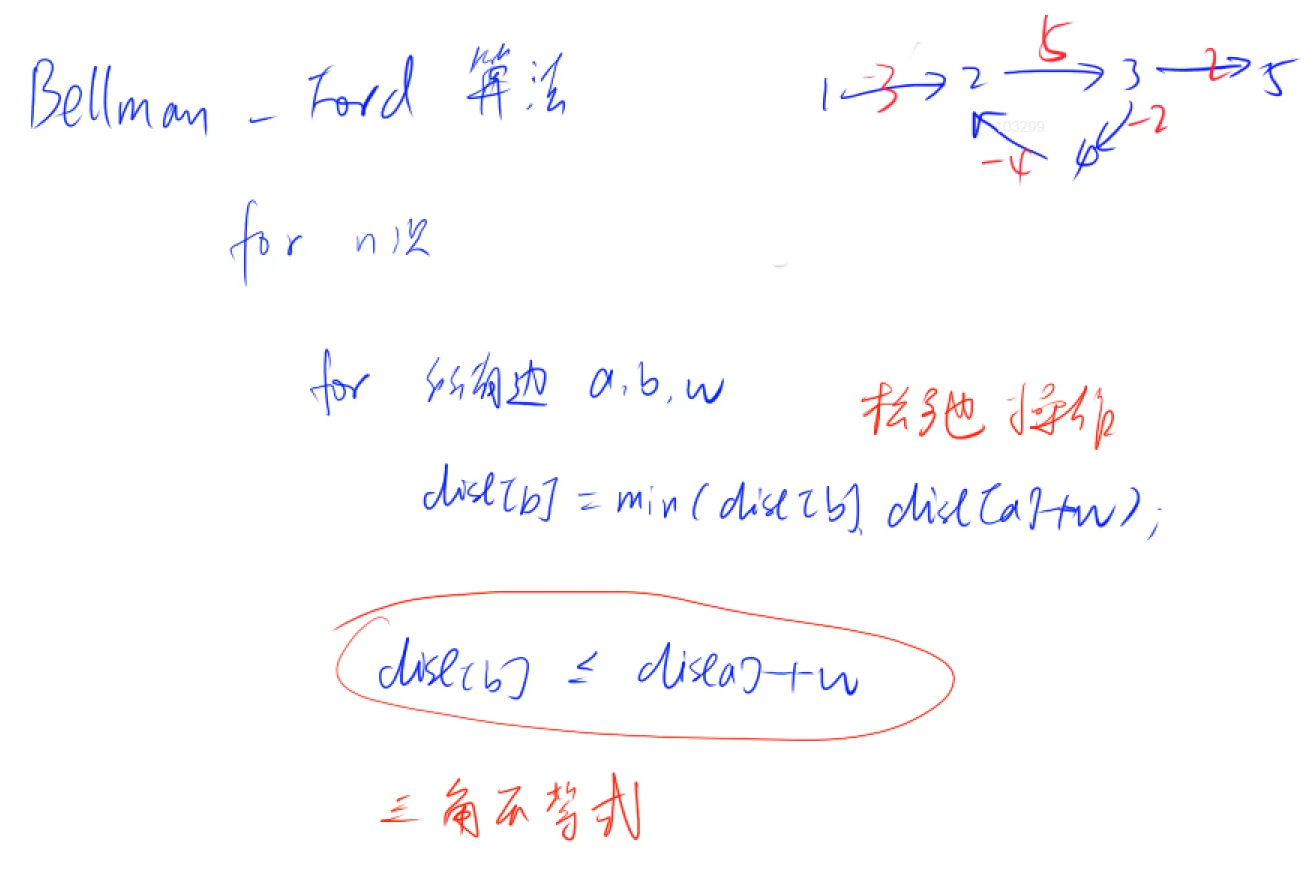 Bellman - Ford 算法
1 3 2 5 3 2 5
-4 4 -2
103299
for n次
for 所有边 a,b,w
松弛操作
dist[b] = min(dist[b], dist[a]+w);
dist[b] ≤ dist[a]+w
三角不等式